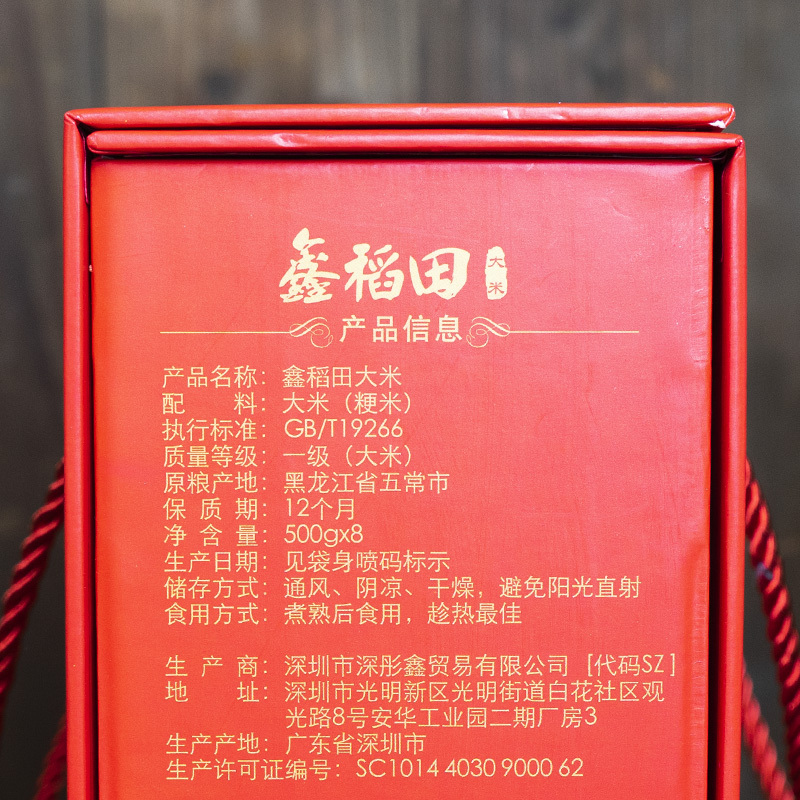 鑫稻田 大米
产品信息
产品名称：鑫稻田大米
配料：大米（粳米）
执行标准：GB/T19266
质量等级：一级（大米）
原粮产地：黑龙江省五常市
保质期：12个月
净含量：500gx8
生产日期：见袋身喷码标示
储存方式：通风、阴凉、干燥，避免阳光直射
食用方式：煮熟后食用，趁热最佳
生产商：深圳市深彤鑫贸易有限公司 [代码SZ]
地址：深圳市光明新区光明街道白花社区观
光路8号安华工业园二期厂房3
生产产地：广东省深圳市
生产许可证编号：SC1014 4030 9000 62